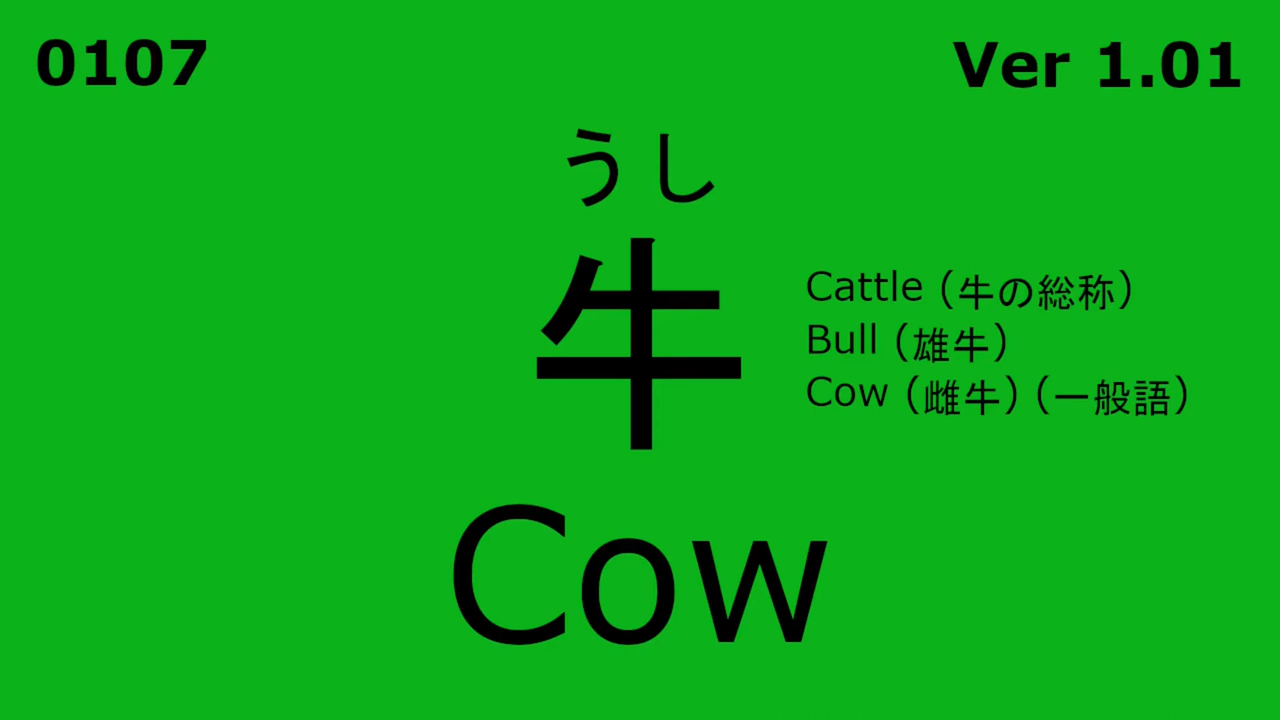 0107
Ver 1.01
うし
牛
Cattle (牛の総称)
Bull (雄牛)
Cow (雌牛) (一般語)
Cow